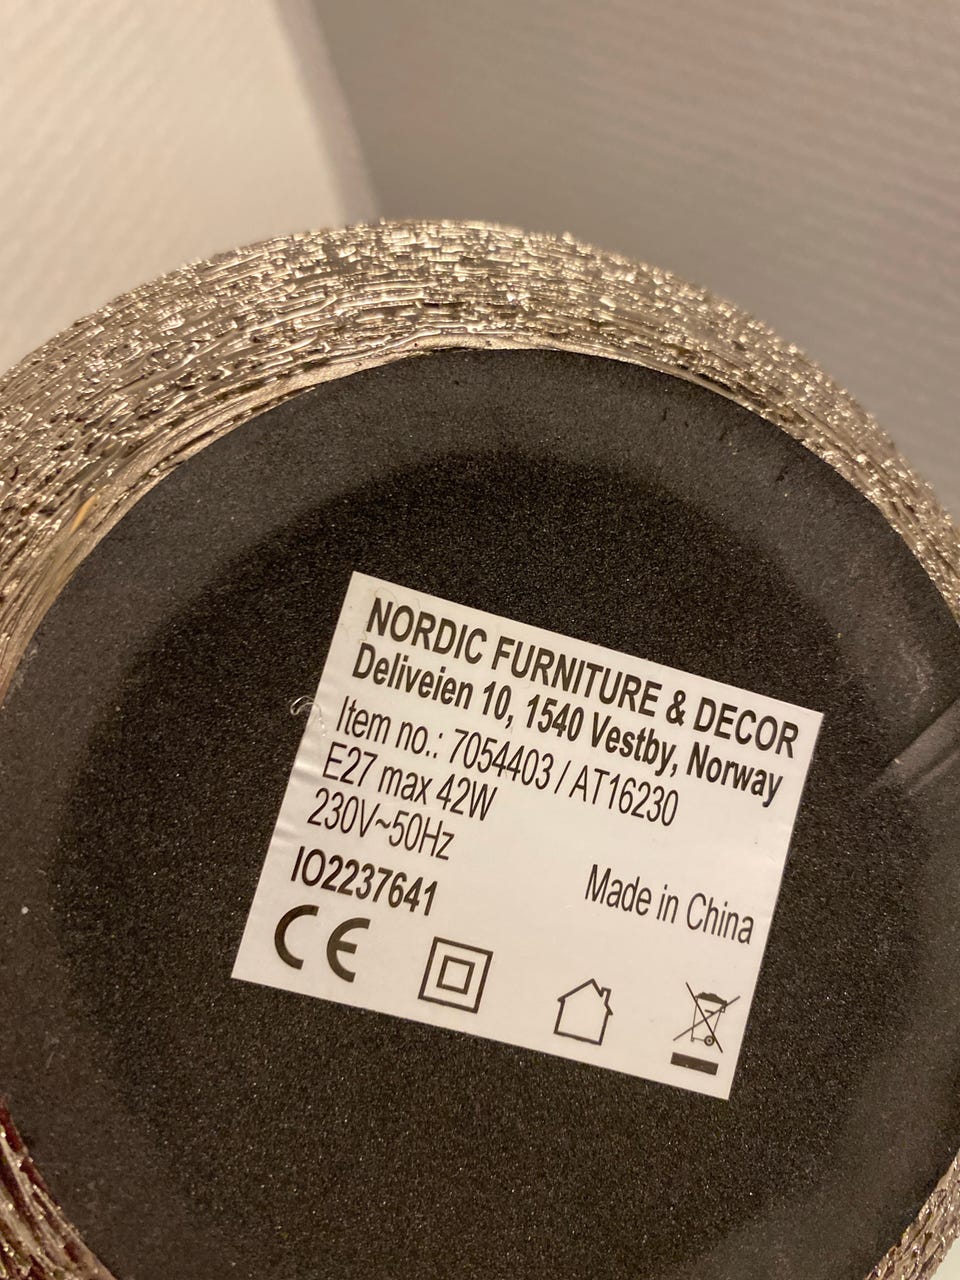 NORDIC FURNITURE & DECOR
Deliveien 10, 1540 Vestby, Norway
Item no.: 7054403 / AT16230
E27 max 42W
230V~50Hz
IO2237641
Made in China
CE